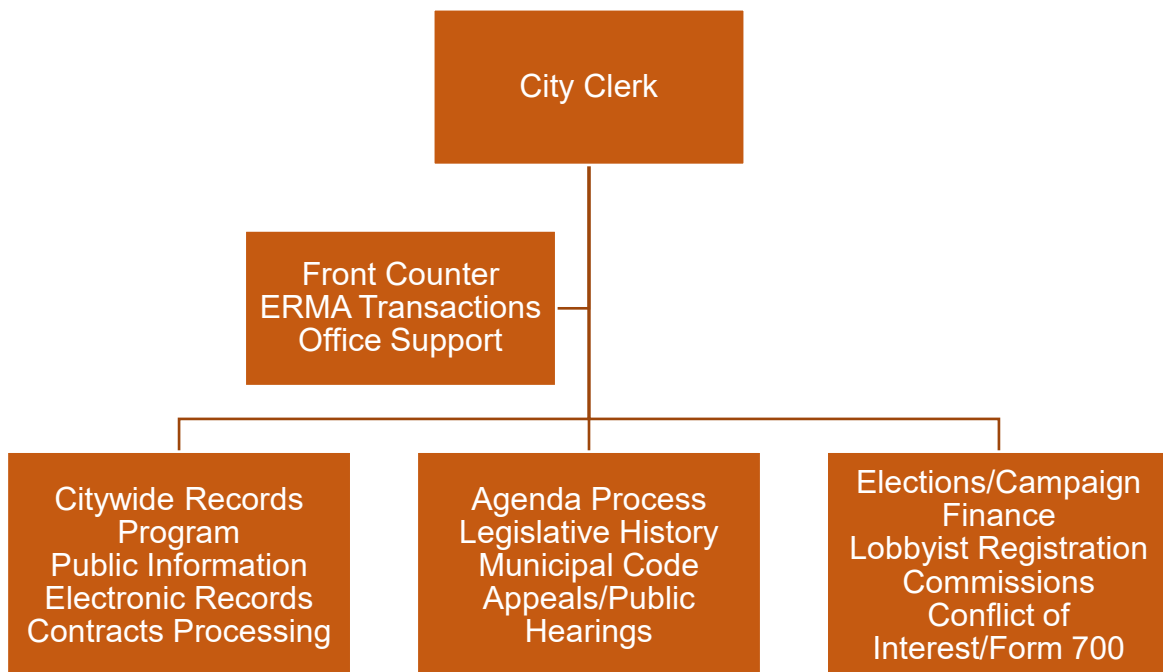 City Clerk
Front Counter
ERMA Transactions
Office Support
Citywide Records
Program
Public Information
Electronic Records
Contracts Processing
Agenda Process
Legislative History
Municipal Code
Appeals/Public
Hearings
Elections/Campaign
Finance
Lobbyist Registration
Commissions
Conflict of
Interest/Form 700